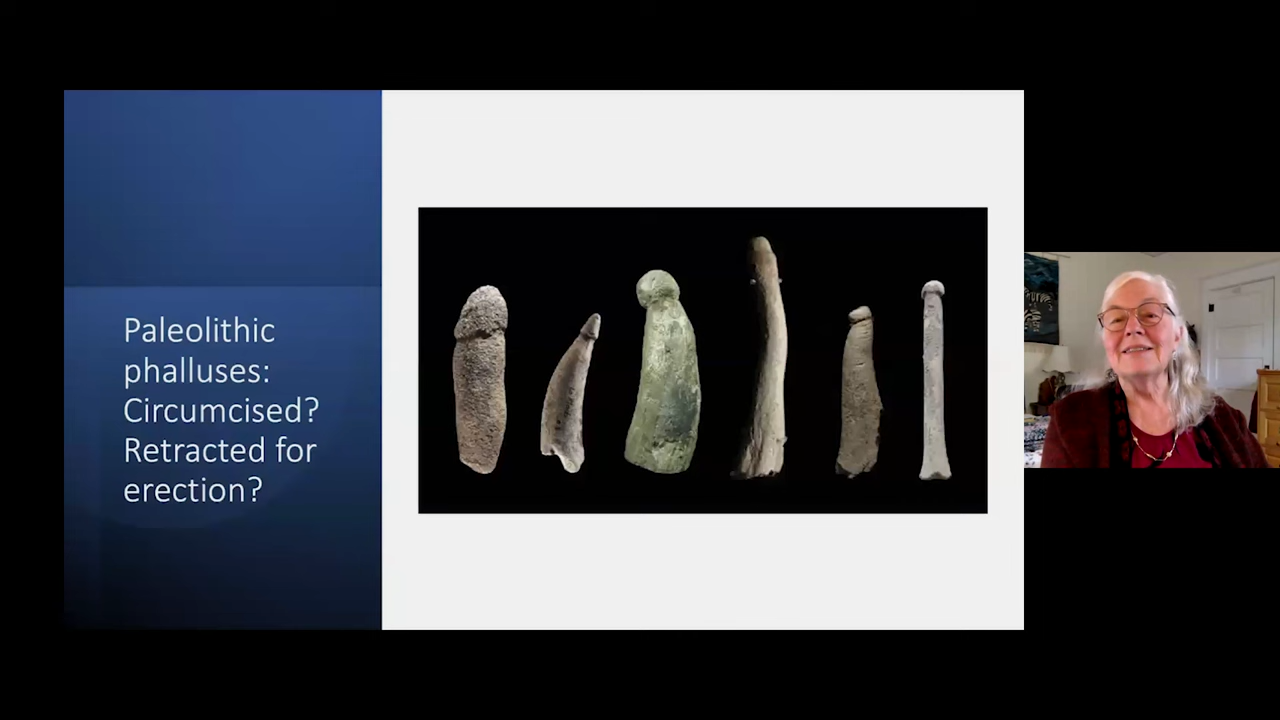 Paleolithic
phalluses:
Circumcised?
Retracted for
erection?